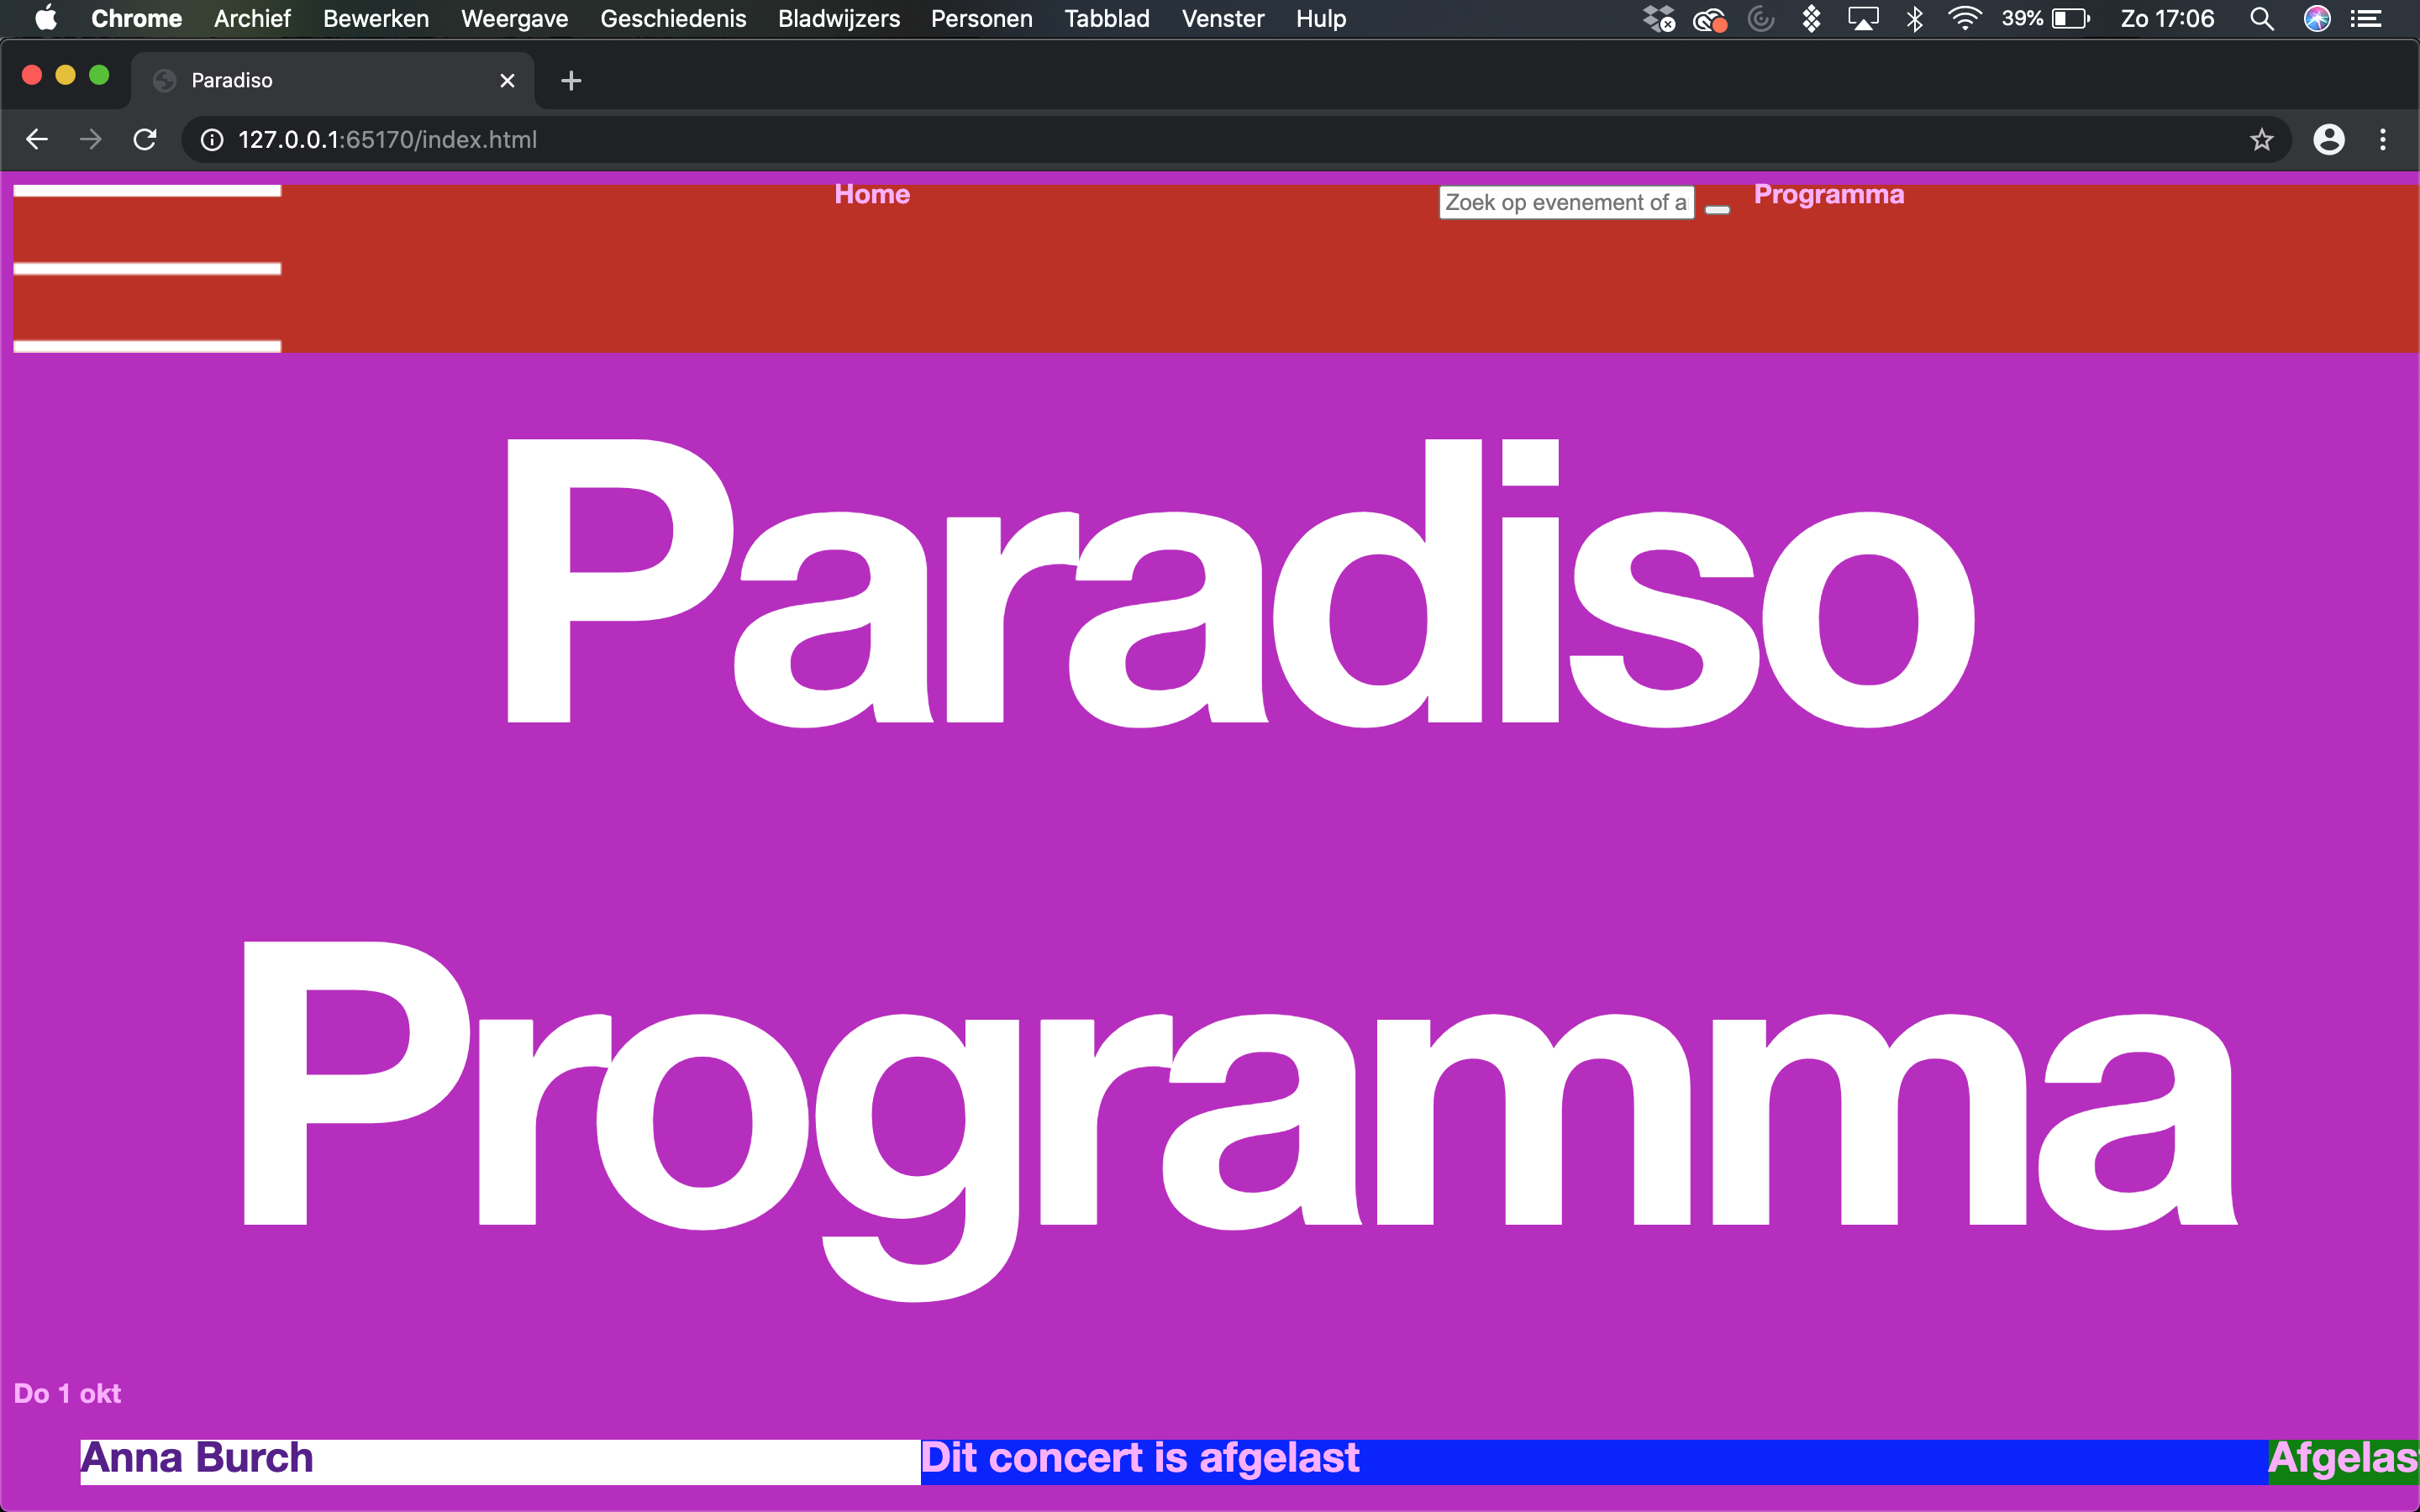 Chrome Archief Bewerken Weergave Geschiedenis Bladwijzers Personen Tabblad Venster Hulp 39% Zo 17:06
Paradiso
127.0.0.1:65170/index.html
Home Zoek op evenement of a Programma
Paradiso
Programma
Do 1 okt
Anna Burch Dit concert is afgelast Afgelas